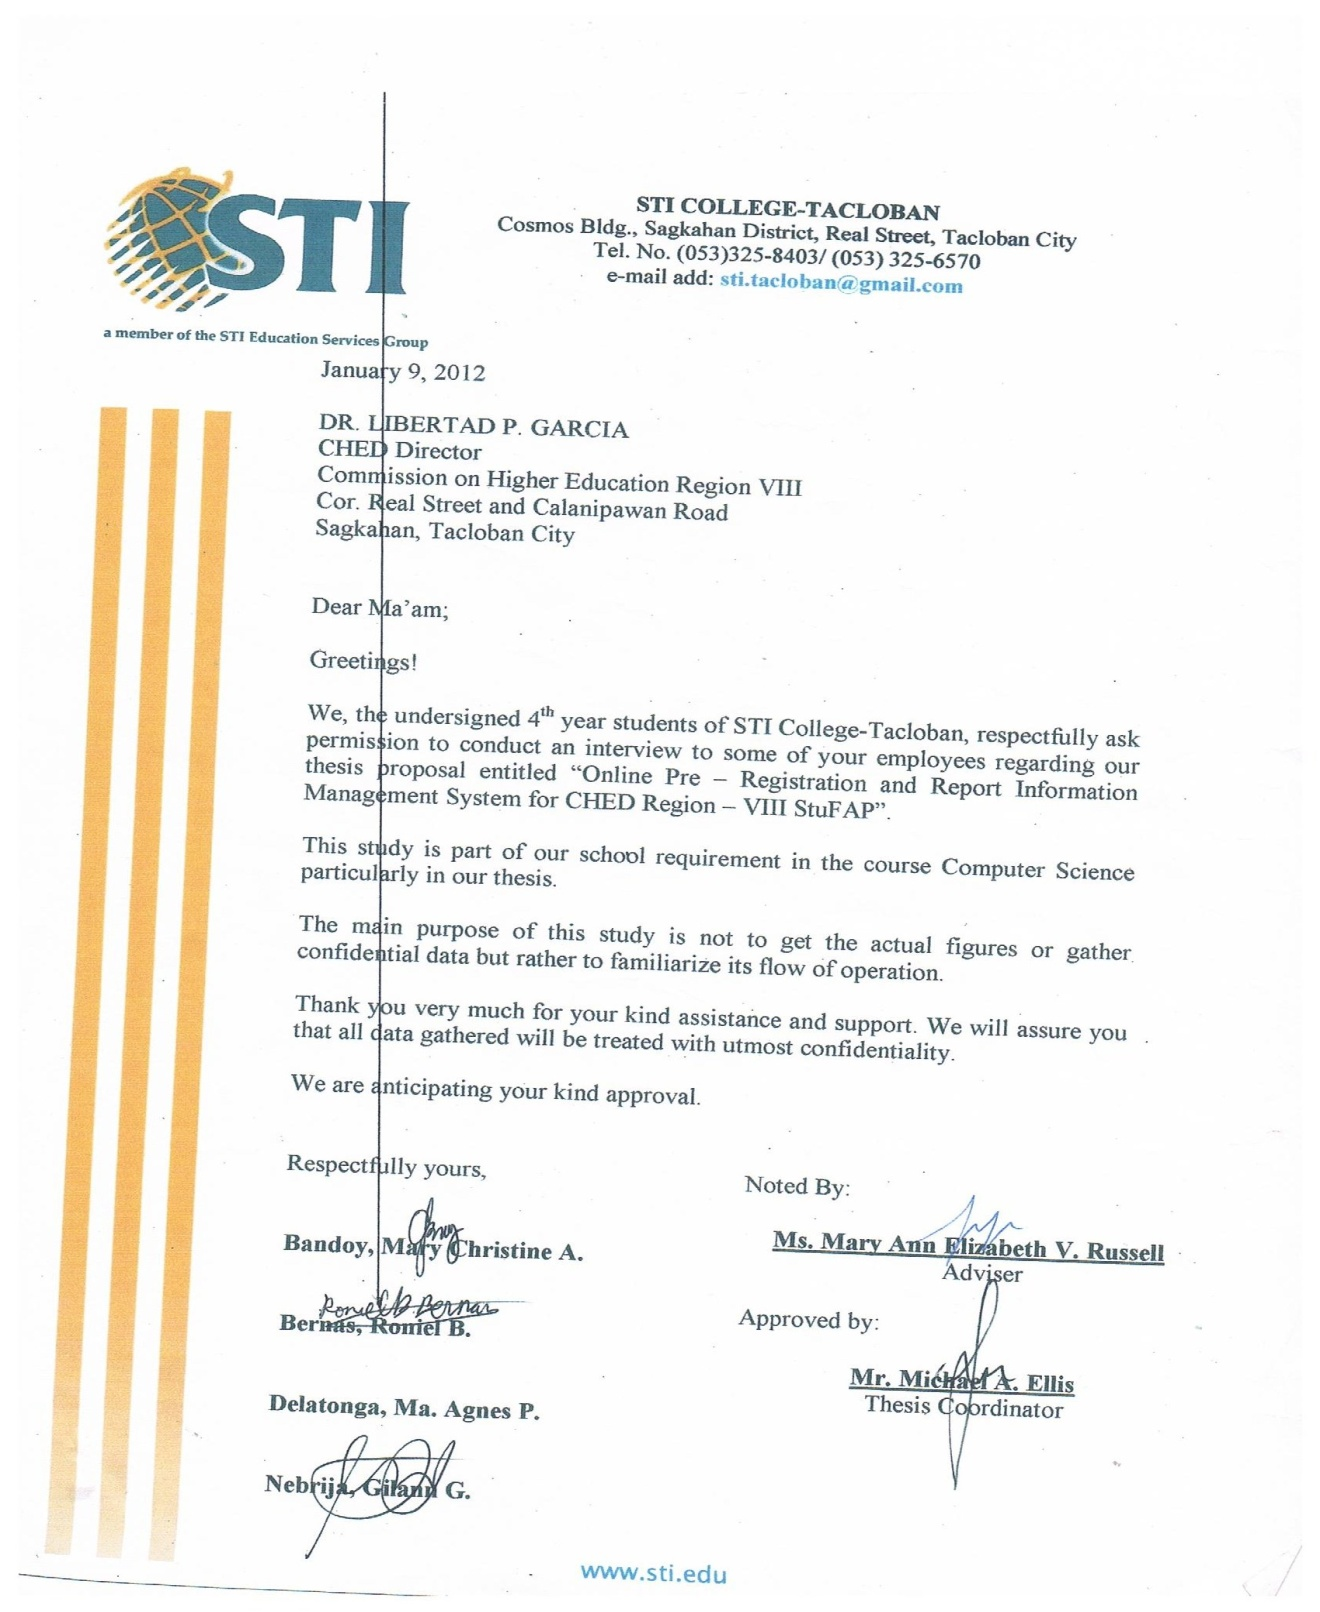 STI
a member of the STI Education Services Group
STI COLLEGE-TACLOBAN
Cosmos Bldg., Sagkahan District, Real Street, Tacloban City
Tel. No. (053)325-8403/ (053) 325-6570
e-mail add: sti.tacloban@gmail.com
January 9, 2012
DR. LIBERTAD P. GARCIA
CHED Director
Commission on Higher Education Region VIII
Cor. Real Street and Calanipawan Road
Sagkahan, Tacloban City
Dear Ma’am;
Greetings!
We, the undersigned 4th year students of STI College-Tacloban, respectfully ask
permission to conduct an interview to some of your employees regarding our
thesis proposal entitled “Online Pre – Registration and Report Information
Management System for CHED Region – VIII StuFAP”.
This study is part of our school requirement in the course Computer Science
particularly in our thesis.
The main purpose of this study is not to get the actual figures or gather
confidential data but rather to familiarize its flow of operation.
Thank you very much for your kind assistance and support. We will assure you
that all data gathered will be treated with utmost confidentiality.
We are anticipating your kind approval.
Respectfully yours,
Bandoy, Mary Christine A.
Roniel B. Bernas
Bernas, Roniel B.
Delatonga, Ma. Agnes P.
Nebrija, Gilann G.
Noted By:
Ms. Mary Ann Elizabeth V. Russell
Adviser
Approved by:
Mr. Michael A. Ellis
Thesis Coordinator
www.sti.edu